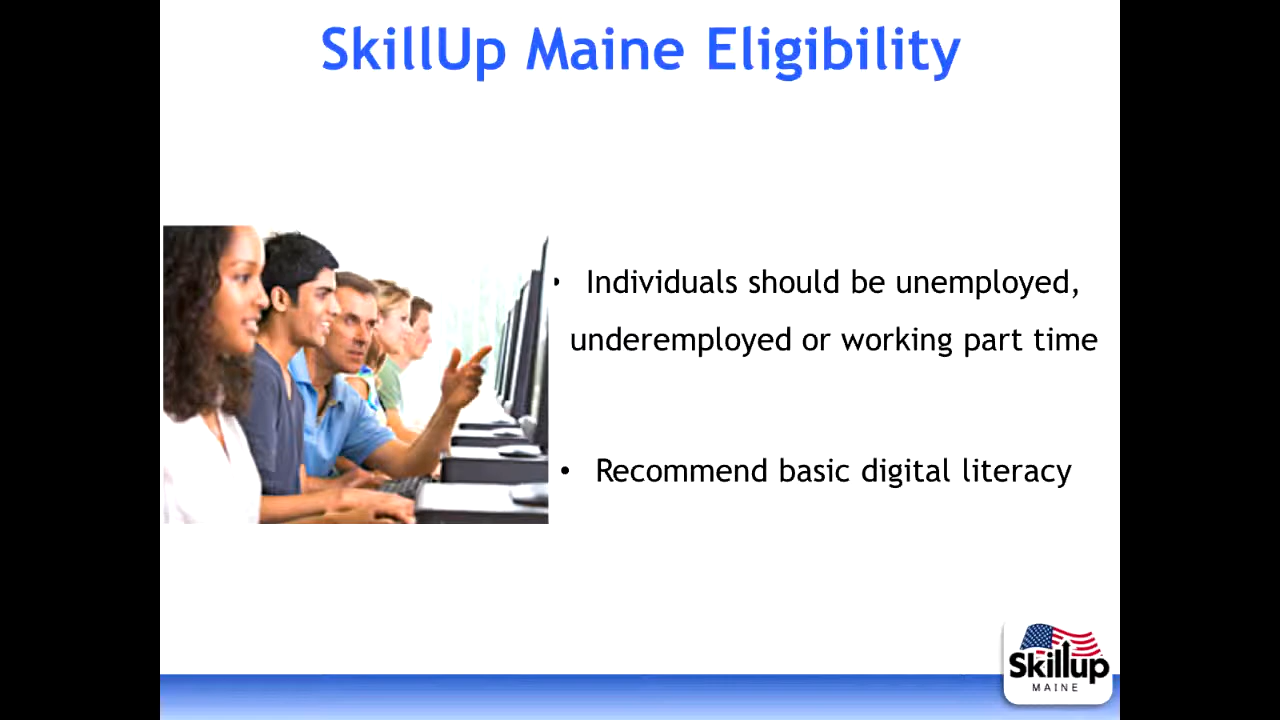 SkillUp Maine Eligibility
• Individuals should be unemployed,
underemployed or working part time
• Recommend basic digital literacy
Skillup
MAINE